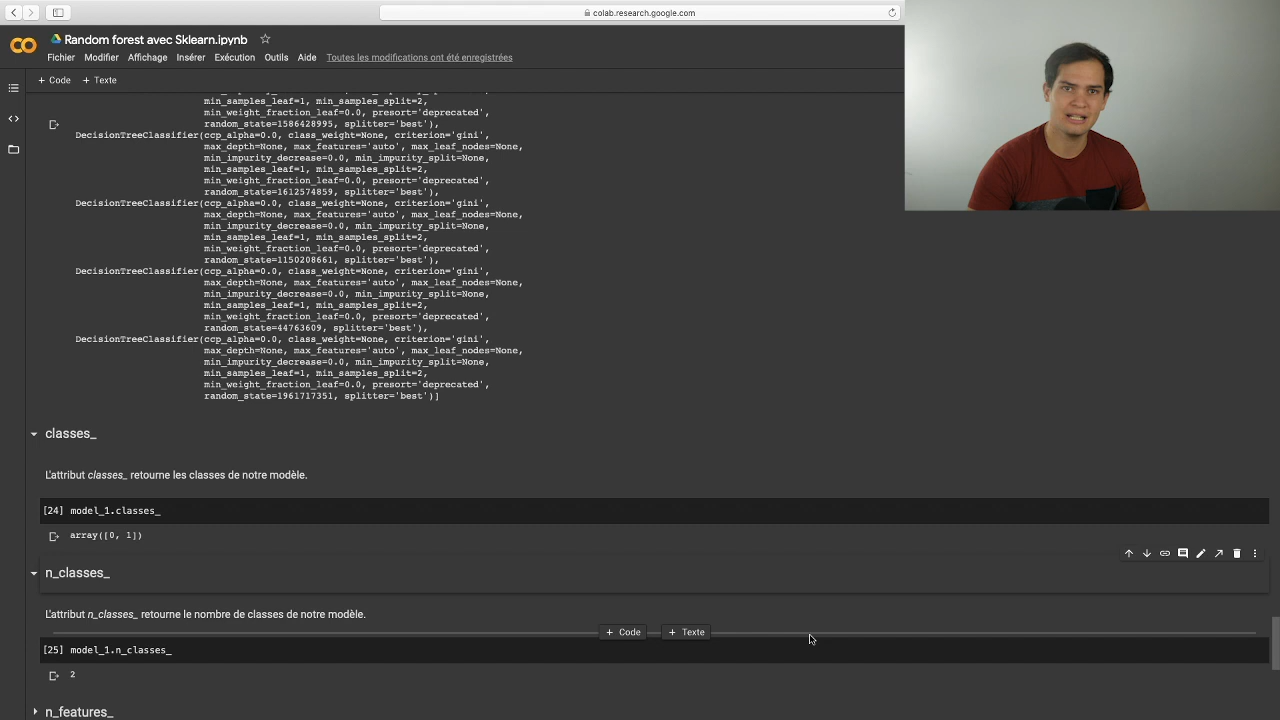 colab.research.google.com
Random forest avec Sklearn.ipynb
Fichier Modifier Affichage Insérer Exécution Outils Aide Toutes les modifications ont été enregistrées
+ Code + Texte
min_samples_leaf=1, min_samples_split=2,
min_weight_fraction_leaf=0.0, presort='deprecated',
random_state=1586428995, splitter='best'),
DecisionTreeClassifier(ccp_alpha=0.0, class_weight=None, criterion='gini',
max_depth=None, max_features='auto', max_leaf_nodes=None,
min_impurity_decrease=0.0, min_impurity_split=None,
min_samples_leaf=1, min_samples_split=2,
min_weight_fraction_leaf=0.0, presort='deprecated',
random_state=1612574859, splitter='best'),
DecisionTreeClassifier(ccp_alpha=0.0, class_weight=None, criterion='gini',
max_depth=None, max_features='auto', max_leaf_nodes=None,
min_impurity_decrease=0.0, min_impurity_split=None,
min_samples_leaf=1, min_samples_split=2,
min_weight_fraction_leaf=0.0, presort='deprecated',
random_state=1150208661, splitter='best'),
DecisionTreeClassifier(ccp_alpha=0.0, class_weight=None, criterion='gini',
max_depth=None, max_features='auto', max_leaf_nodes=None,
min_impurity_decrease=0.0, min_impurity_split=None,
min_samples_leaf=1, min_samples_split=2,
min_weight_fraction_leaf=0.0, presort='deprecated',
random_state=44763609, splitter='best'),
DecisionTreeClassifier(ccp_alpha=0.0, class_weight=None, criterion='gini',
max_depth=None, max_features='auto', max_leaf_nodes=None,
min_impurity_decrease=0.0, min_impurity_split=None,
min_samples_leaf=1, min_samples_split=2,
min_weight_fraction_leaf=0.0, presort='deprecated',
random_state=1961717351, splitter='best')]
classes_
L'attribut classes_ retourne les classes de notre modèle.
[24] model_1.classes_
array([0, 1])
n_classes_
L'attribut n_classes_ retourne le nombre de classes de notre modèle.
+ Code + Texte
[25] model_1.n_classes_
2
n_features_